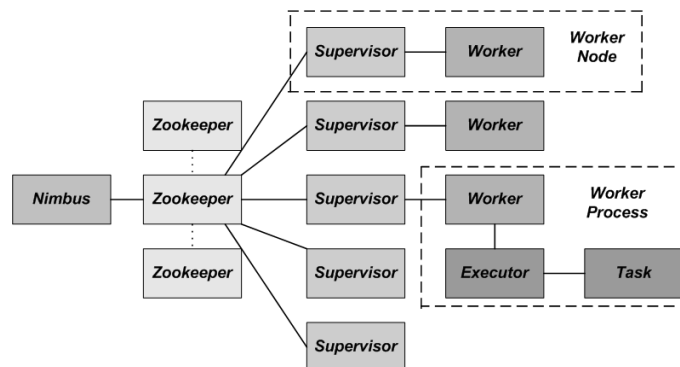 Supervisor
Worker
Worker
Node
Zookeeper
Supervisor
Worker
Nimbus
Zookeeper
Supervisor
Worker
Worker
Process
Zookeeper
Supervisor
Executor
Task
Supervisor